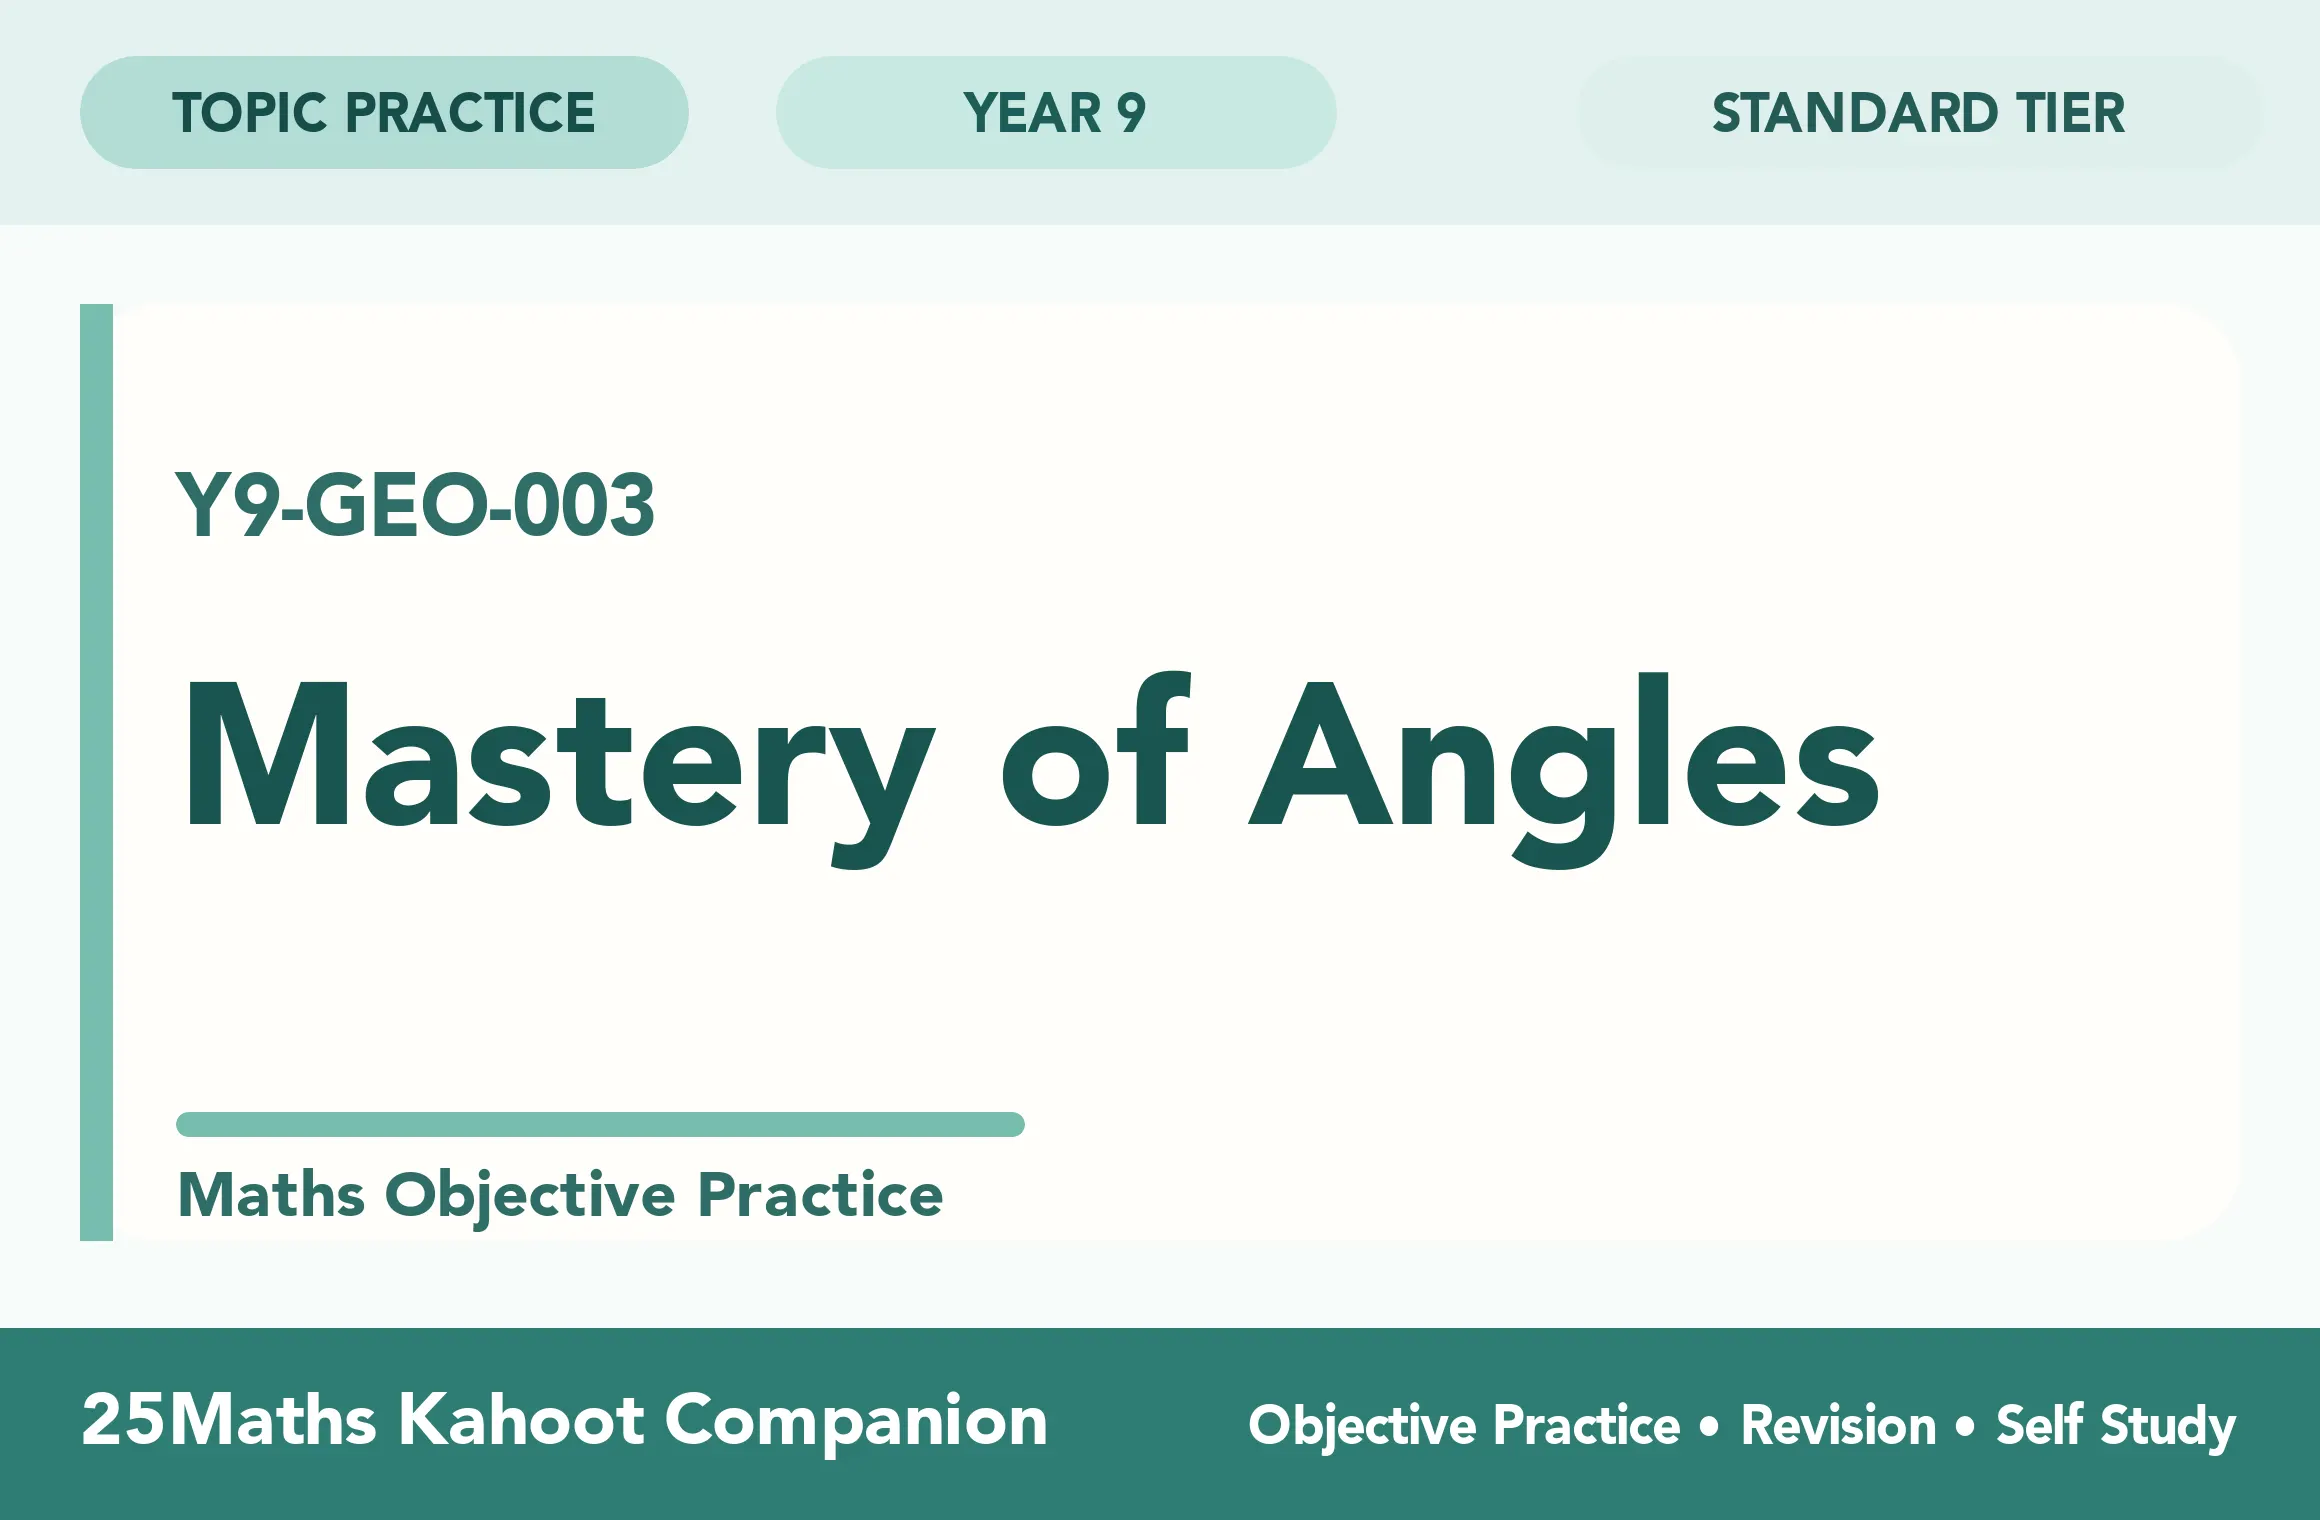 TOPIC PRACTICE
YEAR 9
STANDARD TIER
Y9-GEO-003
Mastery of Angles
Maths Objective Practice
25Maths Kahoot Companion
Objective Practice • Revision • Self Study